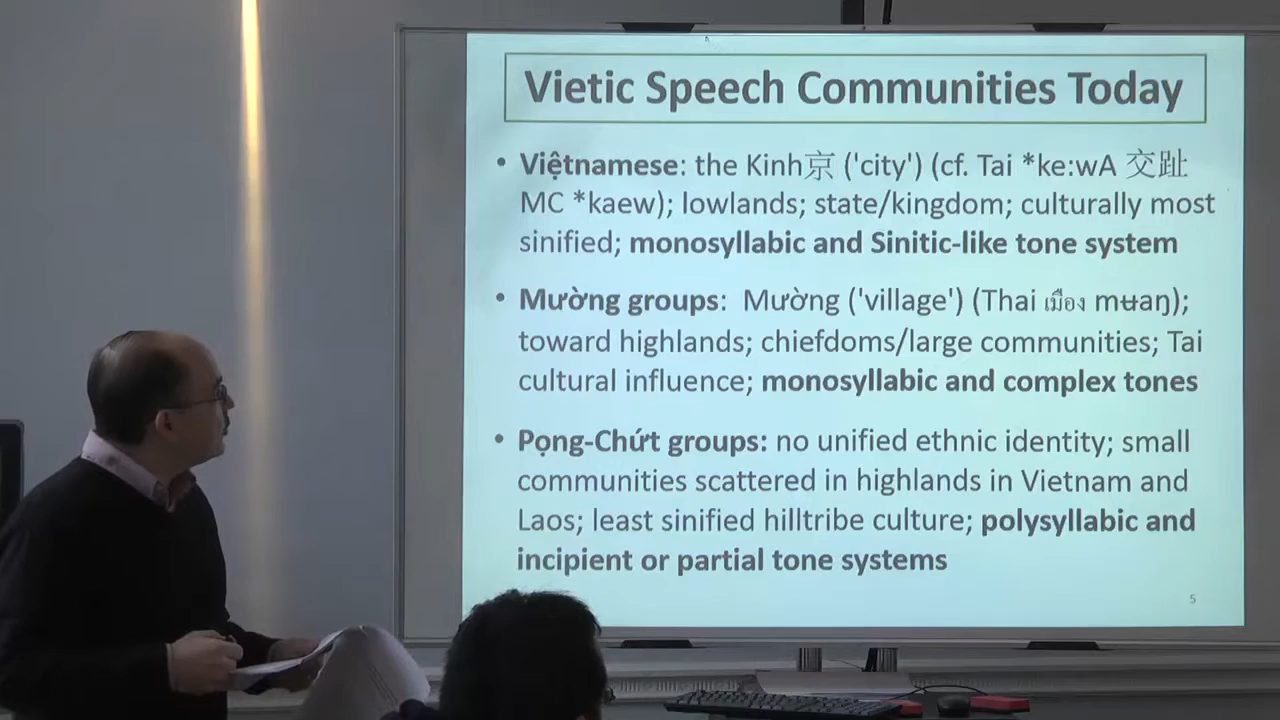 Vietic Speech Communities Today
• Việtnamese: the Kinh京 ('city') (cf. Tai *ke:wA 交趾
MC *kaew); lowlands; state/kingdom; culturally most
sinified; monosyllabic and Sinitic-like tone system
• Mường groups: Mường ('village') (Thai เมือง mʉaŋ);
toward highlands; chiefdoms/large communities; Tai
cultural influence; monosyllabic and complex tones
• Pọng-Chứt groups: no unified ethnic identity; small
communities scattered in highlands in Vietnam and
Laos; least sinified hilltribe culture; polysyllabic and
incipient or partial tone systems
5